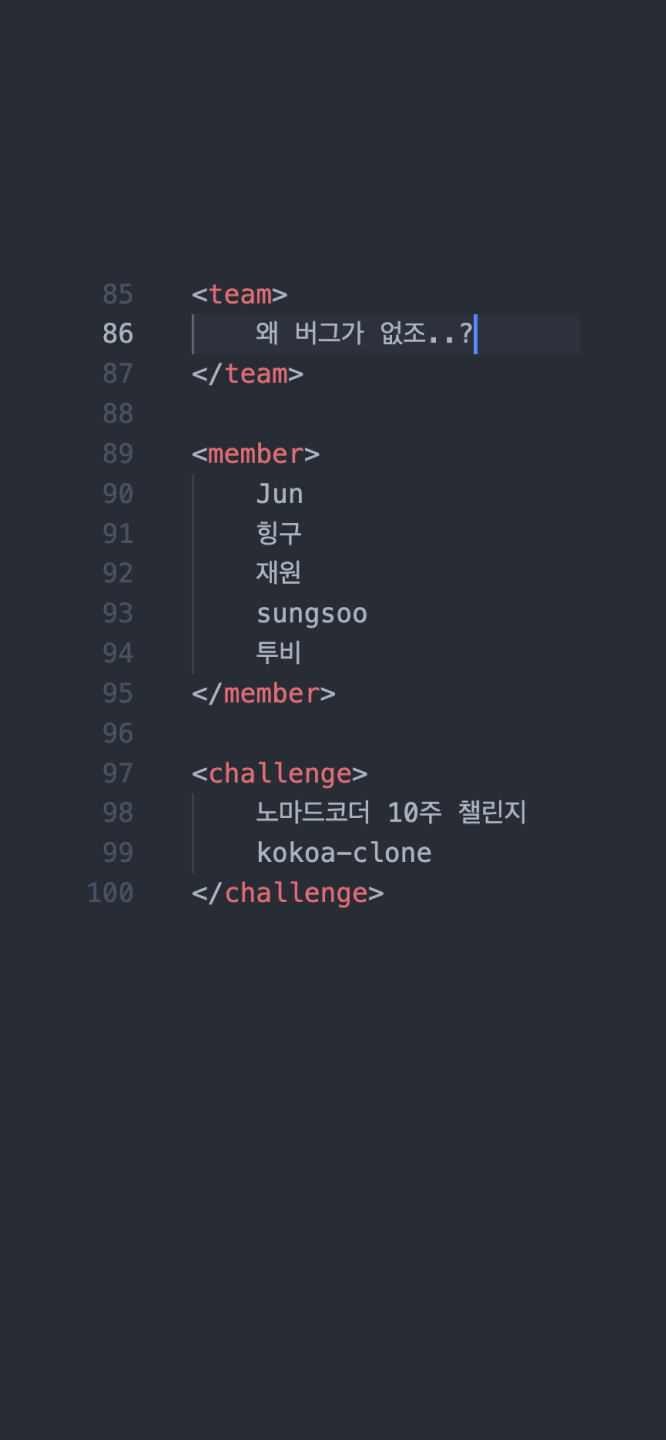 85 <team>
86 왜 버그가 없조..?
87 </team>
88
89 <member>
90 Jun
91 힝구
92 재원
93 sungsoo
94 투비
95 </member>
96
97 <challenge>
98 노마드코더 10주 챌린지
99 kokoa-clone
100 </challenge>